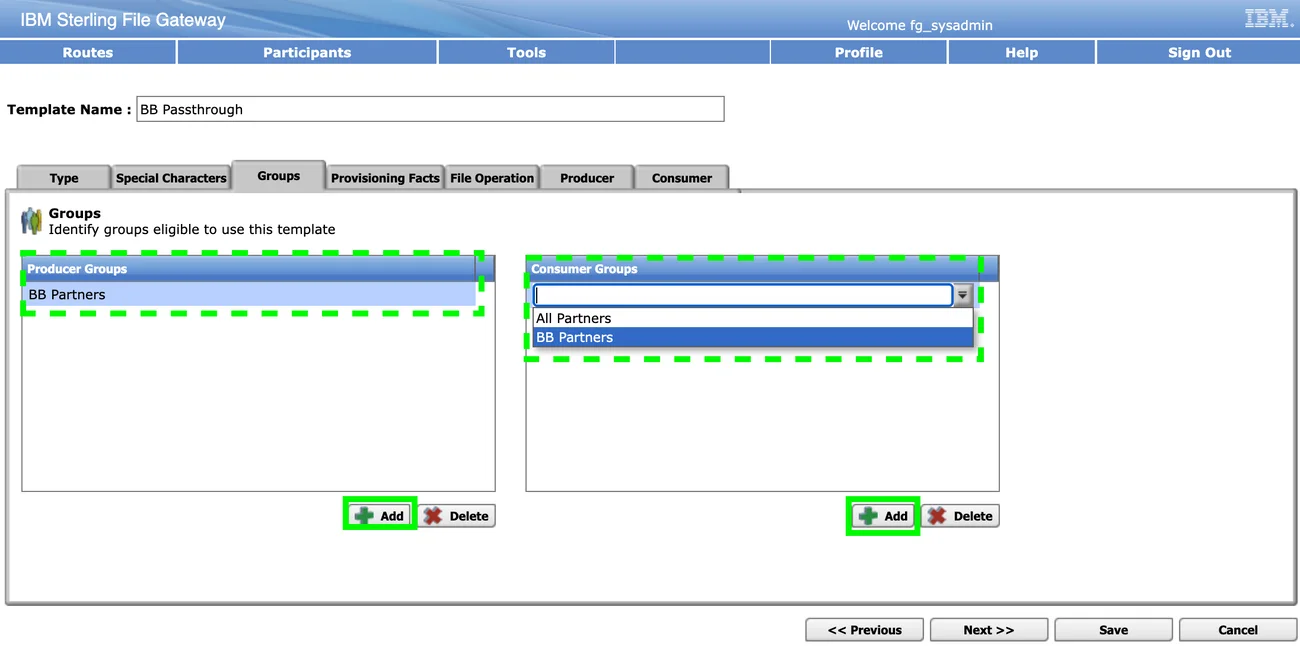 IBM Sterling File Gateway
Welcome fg_sysadmin
IBM.
Routes Participants Tools Profile Help Sign Out
Template Name : BB Passthrough
Type Special Characters Groups Provisioning Facts File Operation Producer Consumer
Groups
Identify groups eligible to use this template
Producer Groups
BB Partners
Consumer Groups
All Partners
BB Partners
Add Delete
Add Delete
<< Previous Next >> Save Cancel